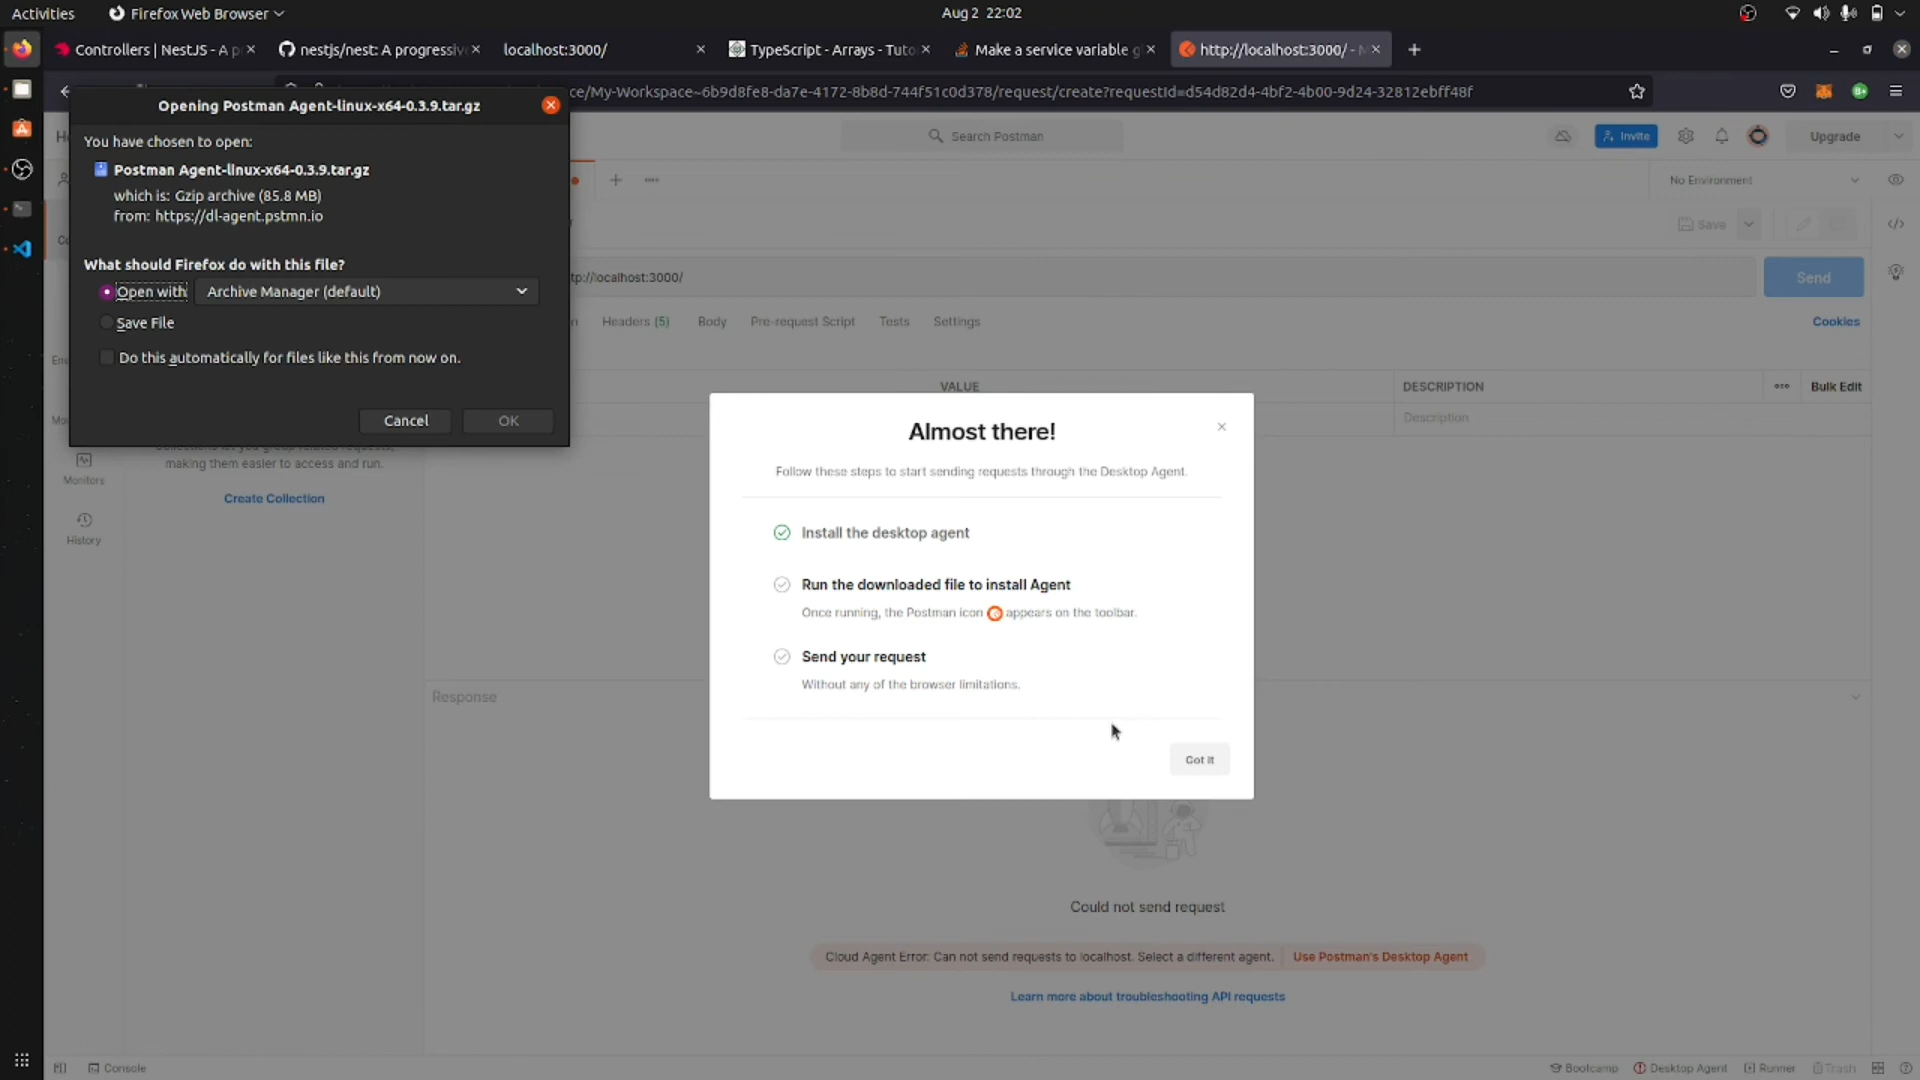 Activities
Firefox Web Browser
Aug 2 22:02
Controllers | NestJS - A p
nestjs/nest: A progressiv
localhost:3000/
TypeScript - Arrays - Tuto
Make a service variable g
http://localhost:3000/ - M
ce/My-Workspace~6b9d8fe8-da7e-4172-8b8d-744f51c0d378/request/create?requestId=d54d82d4-4bf2-4b00-9d24-32812ebff48f
Opening Postman Agent-linux-x64-0.3.9.tar.gz
You have chosen to open:
Postman Agent-linux-x64-0.3.9.tar.gz
which is: Gzip archive (85.8 MB)
from: https://dl-agent.pstmn.io
What should Firefox do with this file?
Open with
Archive Manager (default)
Save File
Do this automatically for files like this from now on.
Cancel
OK
Search Postman
Invite
Upgrade
No Environment
Save
tp://localhost:3000/
Send
Headers (5)
Body
Pre-request Script
Tests
Settings
Cookies
VALUE
DESCRIPTION
Bulk Edit
Description
making them easier to access and run.
Create Collection
Monitors
History
Almost there!
Follow these steps to start sending requests through the Desktop Agent.
Install the desktop agent
Run the downloaded file to install Agent
Once running, the Postman icon appears on the toolbar.
Send your request
Without any of the browser limitations.
Got It
Response
Could not send request
Cloud Agent Error: Can not send requests to localhost. Select a different agent.
Use Postman's Desktop Agent
Learn more about troubleshooting API requests
Console
Bootcamp
Desktop Agent
Runner
Trash